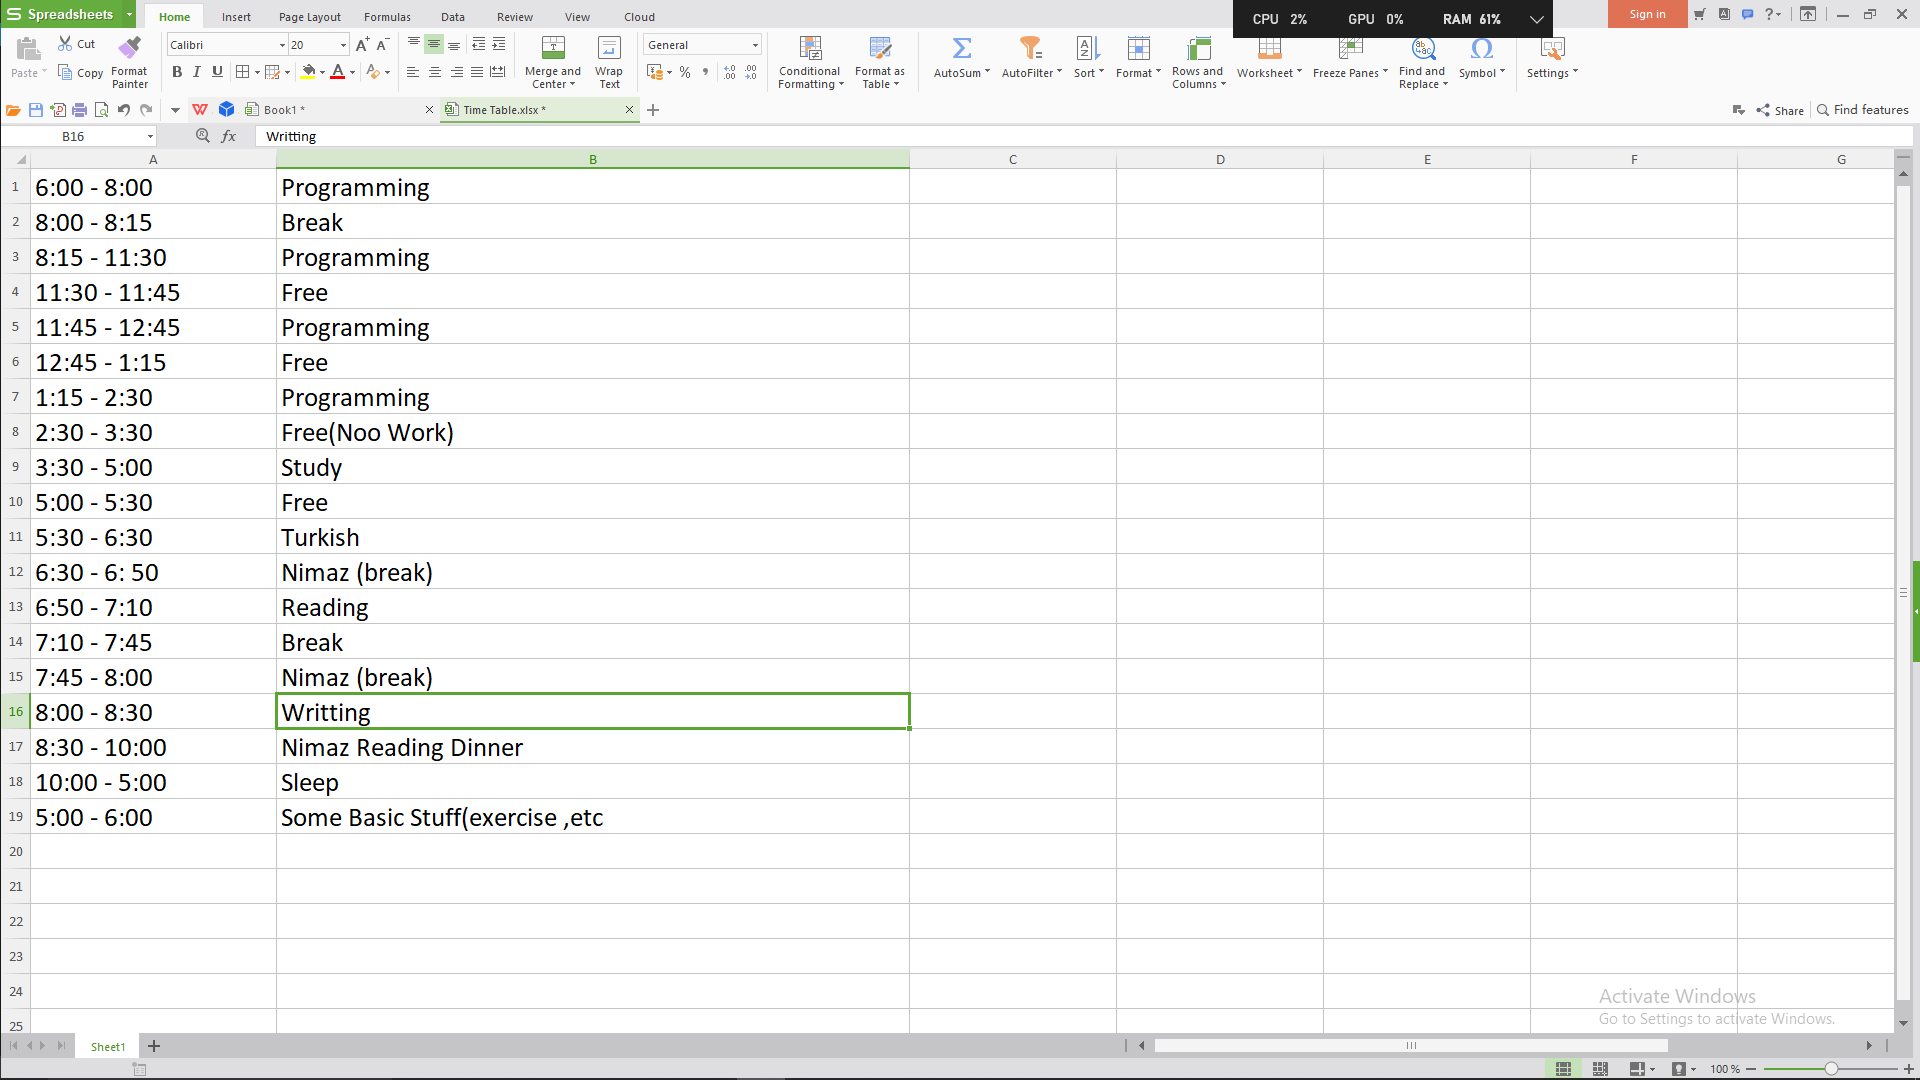 Spreadsheets Home Insert Page Layout Formulas Data Review View Cloud CPU 2% GPU 0% RAM 61% Sign in
Cut Copy Paste Format Painter Calibri 20 B I U Merge and Center Wrap Text General Conditional Formatting Format as Table AutoSum AutoFilter Sort Format Rows and Columns Worksheet Freeze Panes Find and Replace Symbol Settings
Book1 * Time Table.xlsx * Share Find features
B16 fx Writting
A B C D E F G
1 6:00 - 8:00 Programming
2 8:00 - 8:15 Break
3 8:15 - 11:30 Programming
4 11:30 - 11:45 Free
5 11:45 - 12:45 Programming
6 12:45 - 1:15 Free
7 1:15 - 2:30 Programming
8 2:30 - 3:30 Free(Noo Work)
9 3:30 - 5:00 Study
10 5:00 - 5:30 Free
11 5:30 - 6:30 Turkish
12 6:30 - 6: 50 Nimaz (break)
13 6:50 - 7:10 Reading
14 7:10 - 7:45 Break
15 7:45 - 8:00 Nimaz (break)
16 8:00 - 8:30 Writting
17 8:30 - 10:00 Nimaz Reading Dinner
18 10:00 - 5:00 Sleep
19 5:00 - 6:00 Some Basic Stuff(exercise ,etc
20
21
22
23
24
25
Activate Windows
Go to Settings to activate Windows.
Sheet1
100 %